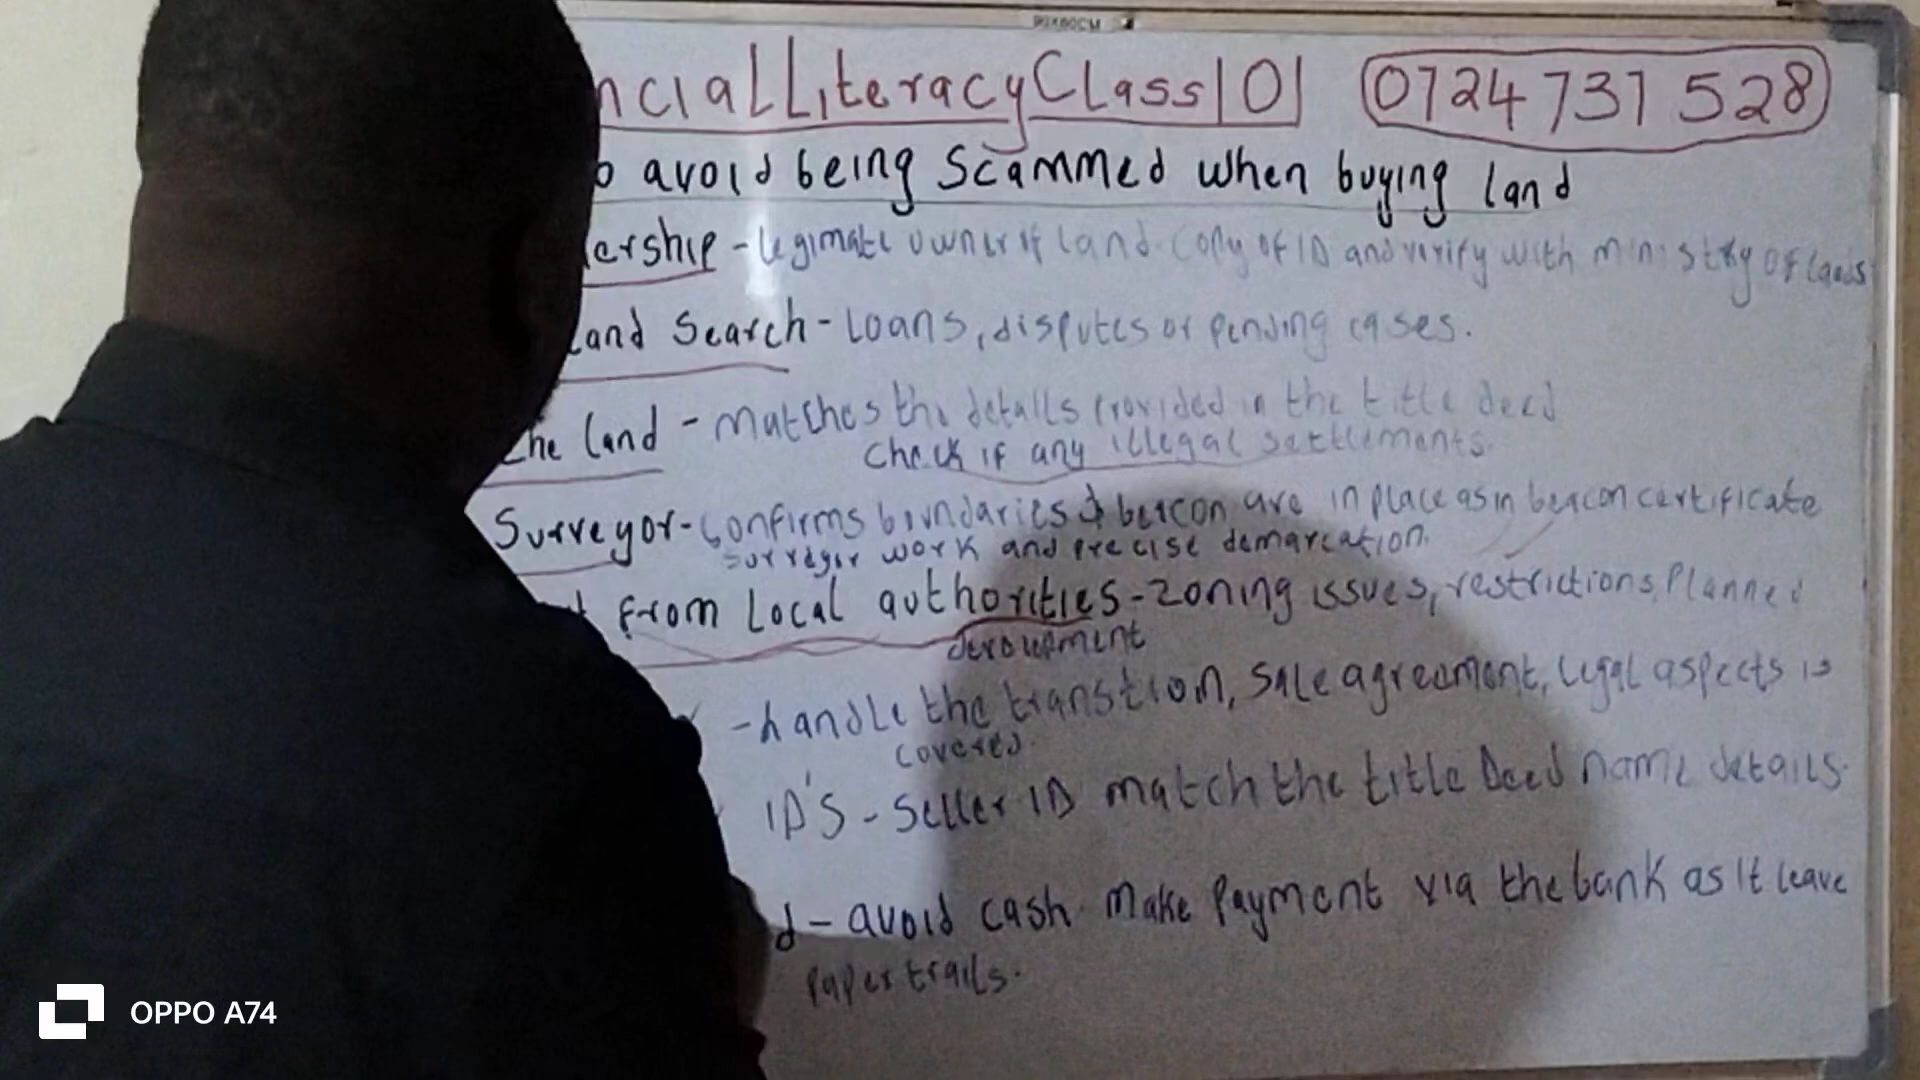 90X60CM
ncialLiteracyClass101 0724 731 528
o avoid being Scammed when buying land
ership - legimate owner of land. Copy of ID and verify with ministry of lands
Land Search - Loans, disputes or pending cases.
the land - matches the details provided in the title deed
Check if any illegal settlements.
Surveyor - confirms boundaries & beacon are in place as in beacon certificate
surveyor work and precise demarcation.
from Local authorities - zoning issues, restrictions, Planned
- handle the transtion, Sale agreement, legal aspects is
covered.
ID'S - Seller ID match the title Deed name details.
d - avoid cash. Make Payment via the bank as it leave
paper trails.
OPPO A74